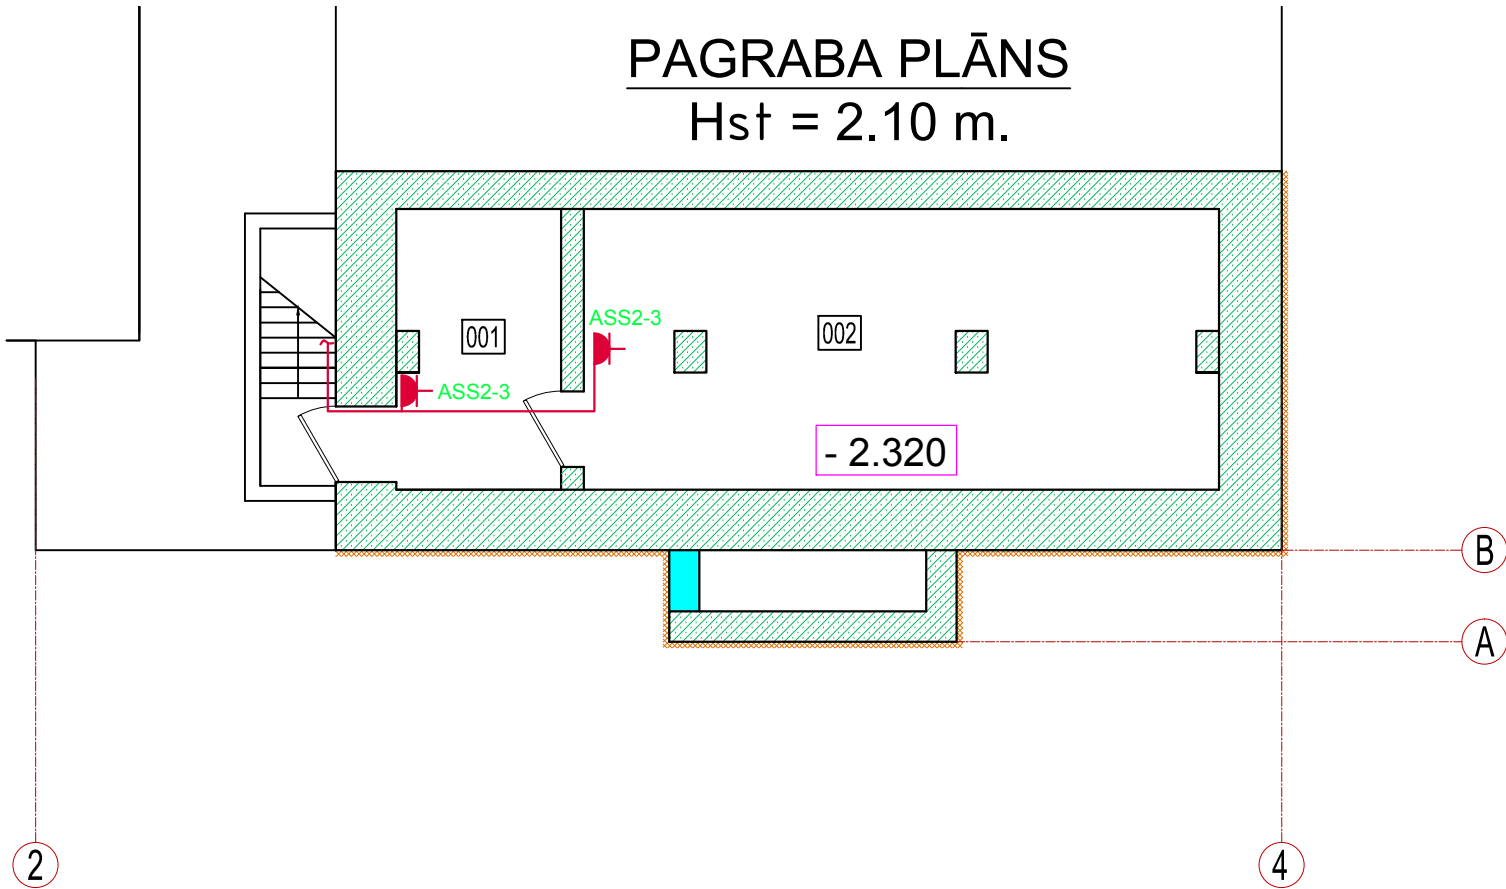 PAGRABA PLĀNS
Hst = 2.10 m.
ASS2-3
001
002
ASS2-3
- 2.320
B
A
2
4